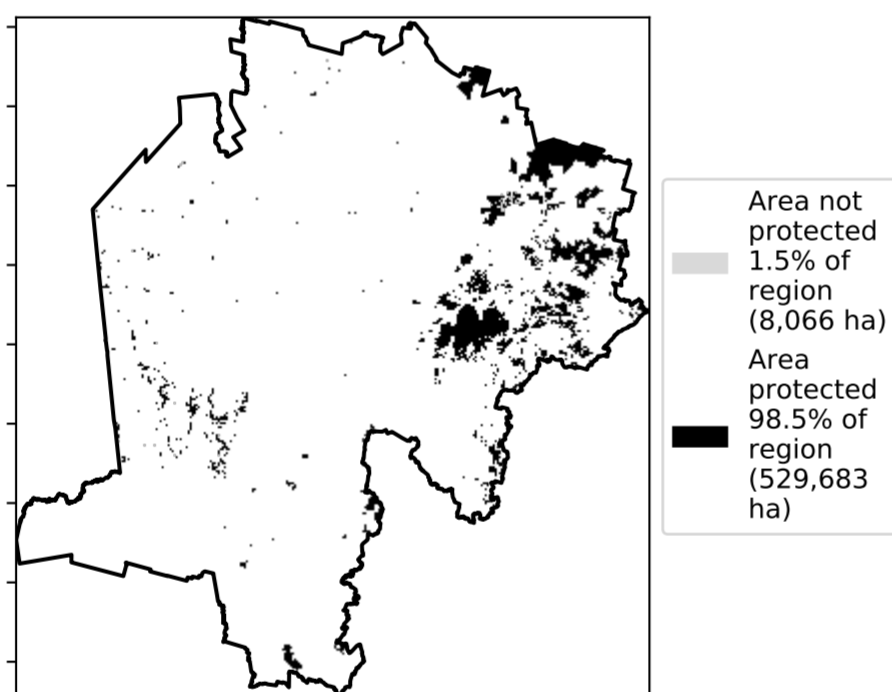 Area not
protected
1.5% of
region
(8,066 ha)
Area
protected
98.5% of
region
(529,683
ha)